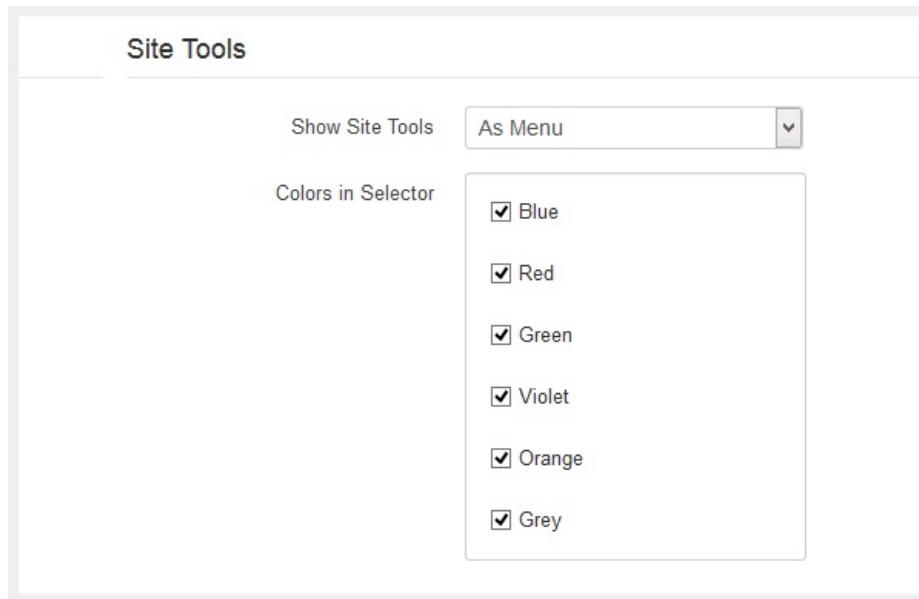 Site Tools
Show Site Tools As Menu
Colors in Selector
Blue
Red
Green
Violet
Orange
Grey